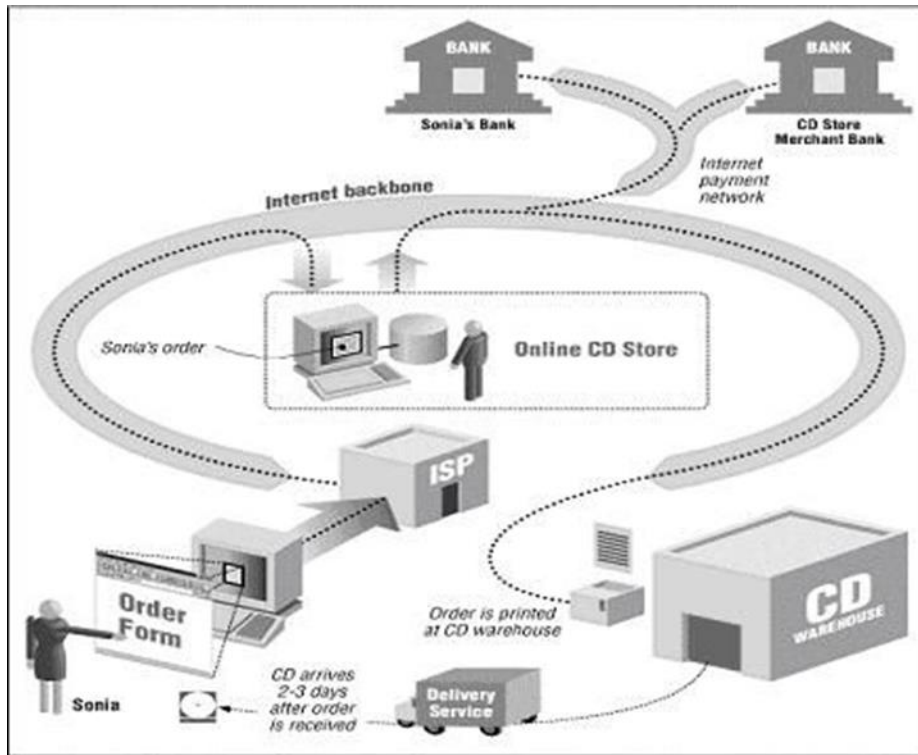 BANK
BANK
Sonia's Bank
CD Store
Merchant Bank
Internet
payment
network
Internet backbone
Sonia's order
Online CD Store
ISP
Order
Form
Order is printed
at CD warehouse
CD
WAREHOUSE
Sonia
CD arrives
2-3 days
after order
is received
Delivery
Service